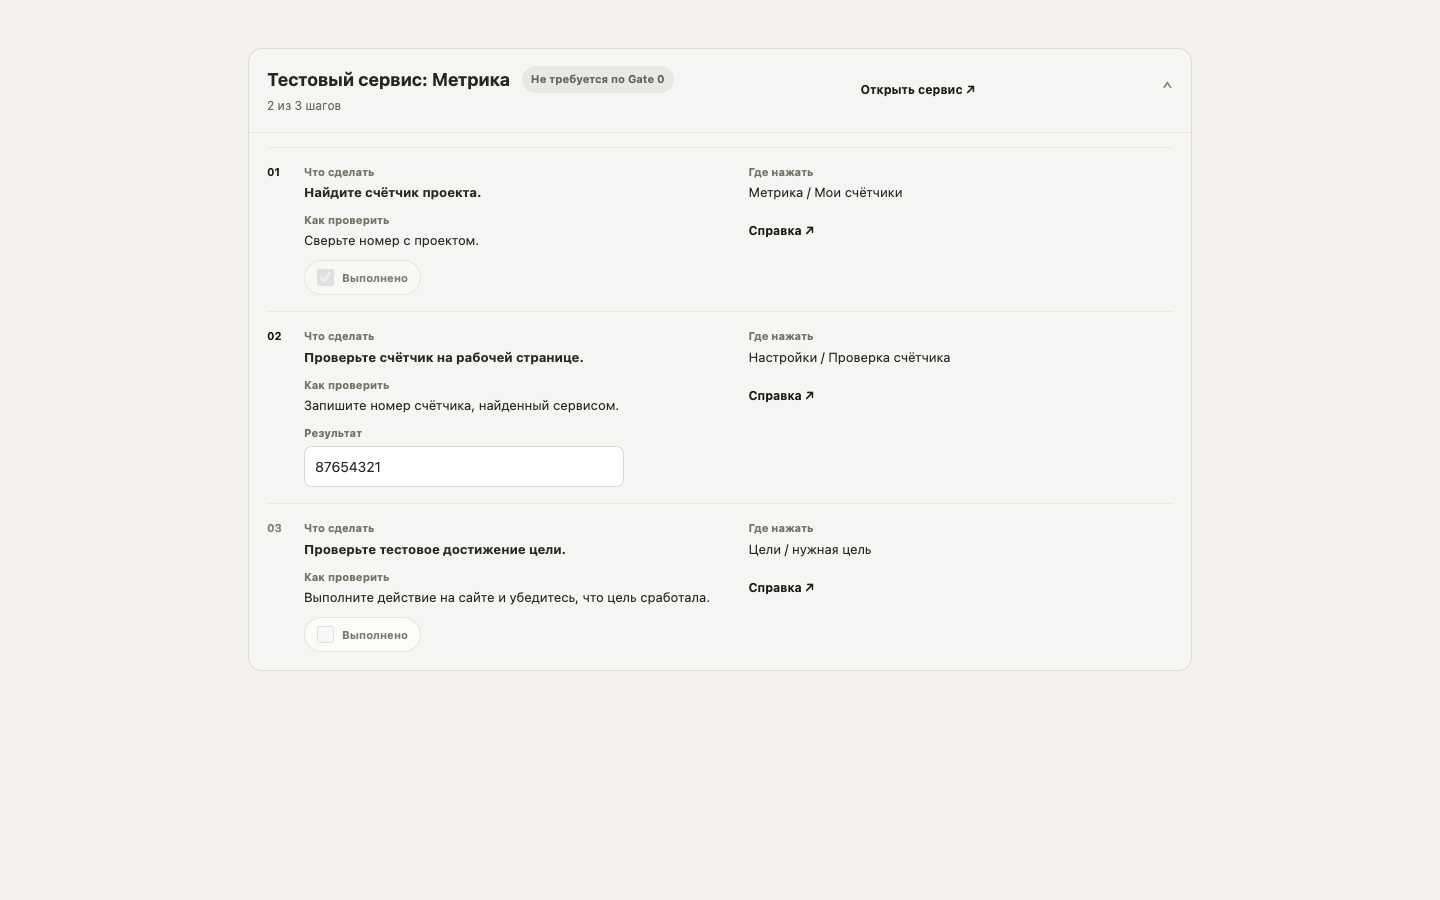 Тестовый сервис: Метрика
Не требуется по Gate 0
2 из 3 шагов
Открыть сервис ↗
01
Что сделать
Найдите счётчик проекта.
Как проверить
Сверьте номер с проектом.
Выполнено
Где нажать
Метрика / Мои счётчики
Справка ↗
02
Что сделать
Проверьте счётчик на рабочей странице.
Как проверить
Запишите номер счётчика, найденный сервисом.
Результат
87654321
Где нажать
Настройки / Проверка счётчика
Справка ↗
03
Что сделать
Проверьте тестовое достижение цели.
Как проверить
Выполните действие на сайте и убедитесь, что цель сработала.
Выполнено
Где нажать
Цели / нужная цель
Справка ↗